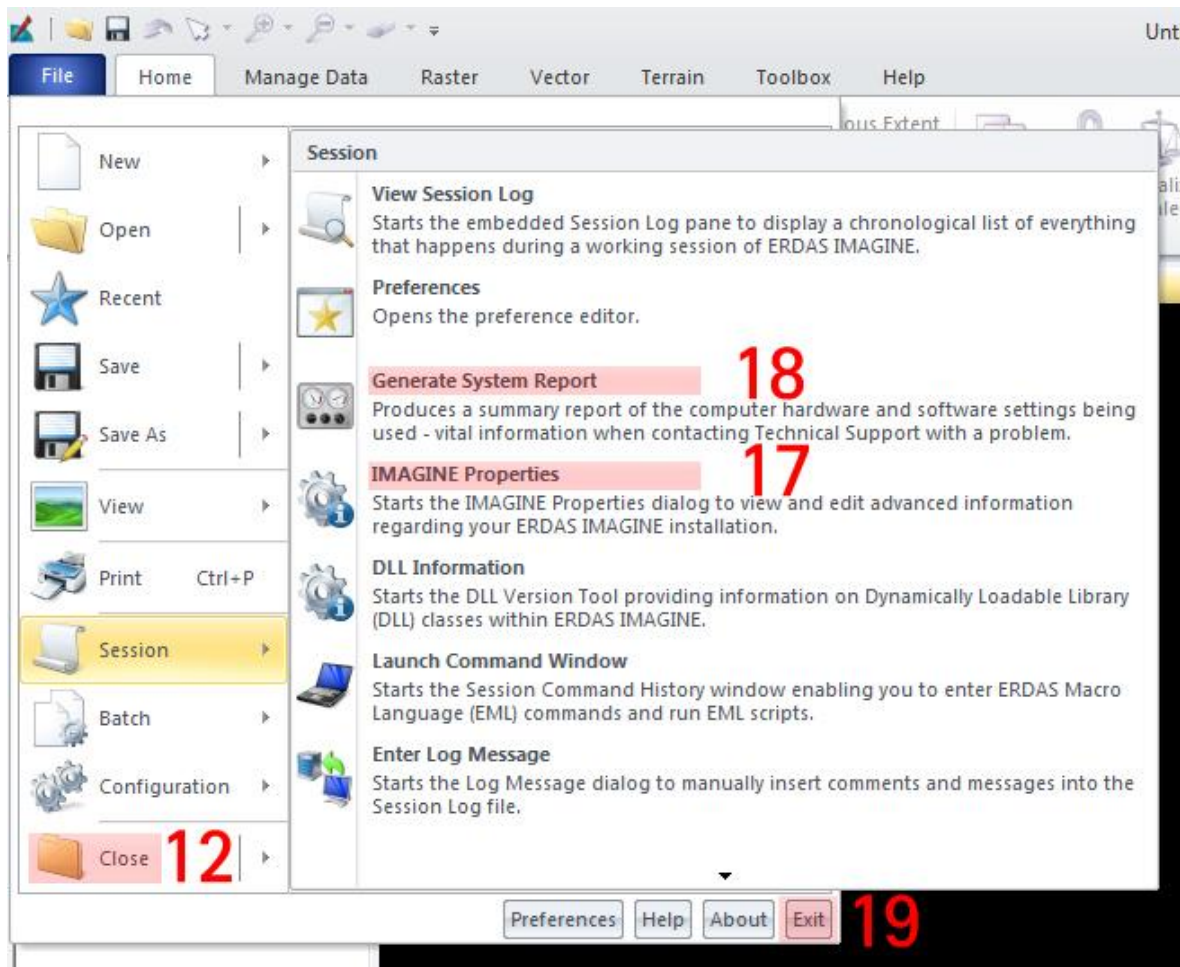 Unt
File Home Manage Data Raster Vector Terrain Toolbox Help
ous Extent
New
Open
Recent
Save
Save As
View
Print Ctrl+P
Session
Batch
Configuration
Close 12
Session
View Session Log
Starts the embedded Session Log pane to display a chronological list of everything
that happens during a working session of ERDAS IMAGINE.
Preferences
Opens the preference editor.
18
Generate System Report
Produces a summary report of the computer hardware and software settings being
used - vital information when contacting Technical Support with a problem.
17
IMAGINE Properties
Starts the IMAGINE Properties dialog to view and edit advanced information
regarding your ERDAS IMAGINE installation.
DLL Information
Starts the DLL Version Tool providing information on Dynamically Loadable Library
(DLL) classes within ERDAS IMAGINE.
Launch Command Window
Starts the Session Command History window enabling you to enter ERDAS Macro
Language (EML) commands and run EML scripts.
Enter Log Message
Starts the Log Message dialog to manually insert comments and messages into the
Session Log file.
Preferences Help About Exit 19